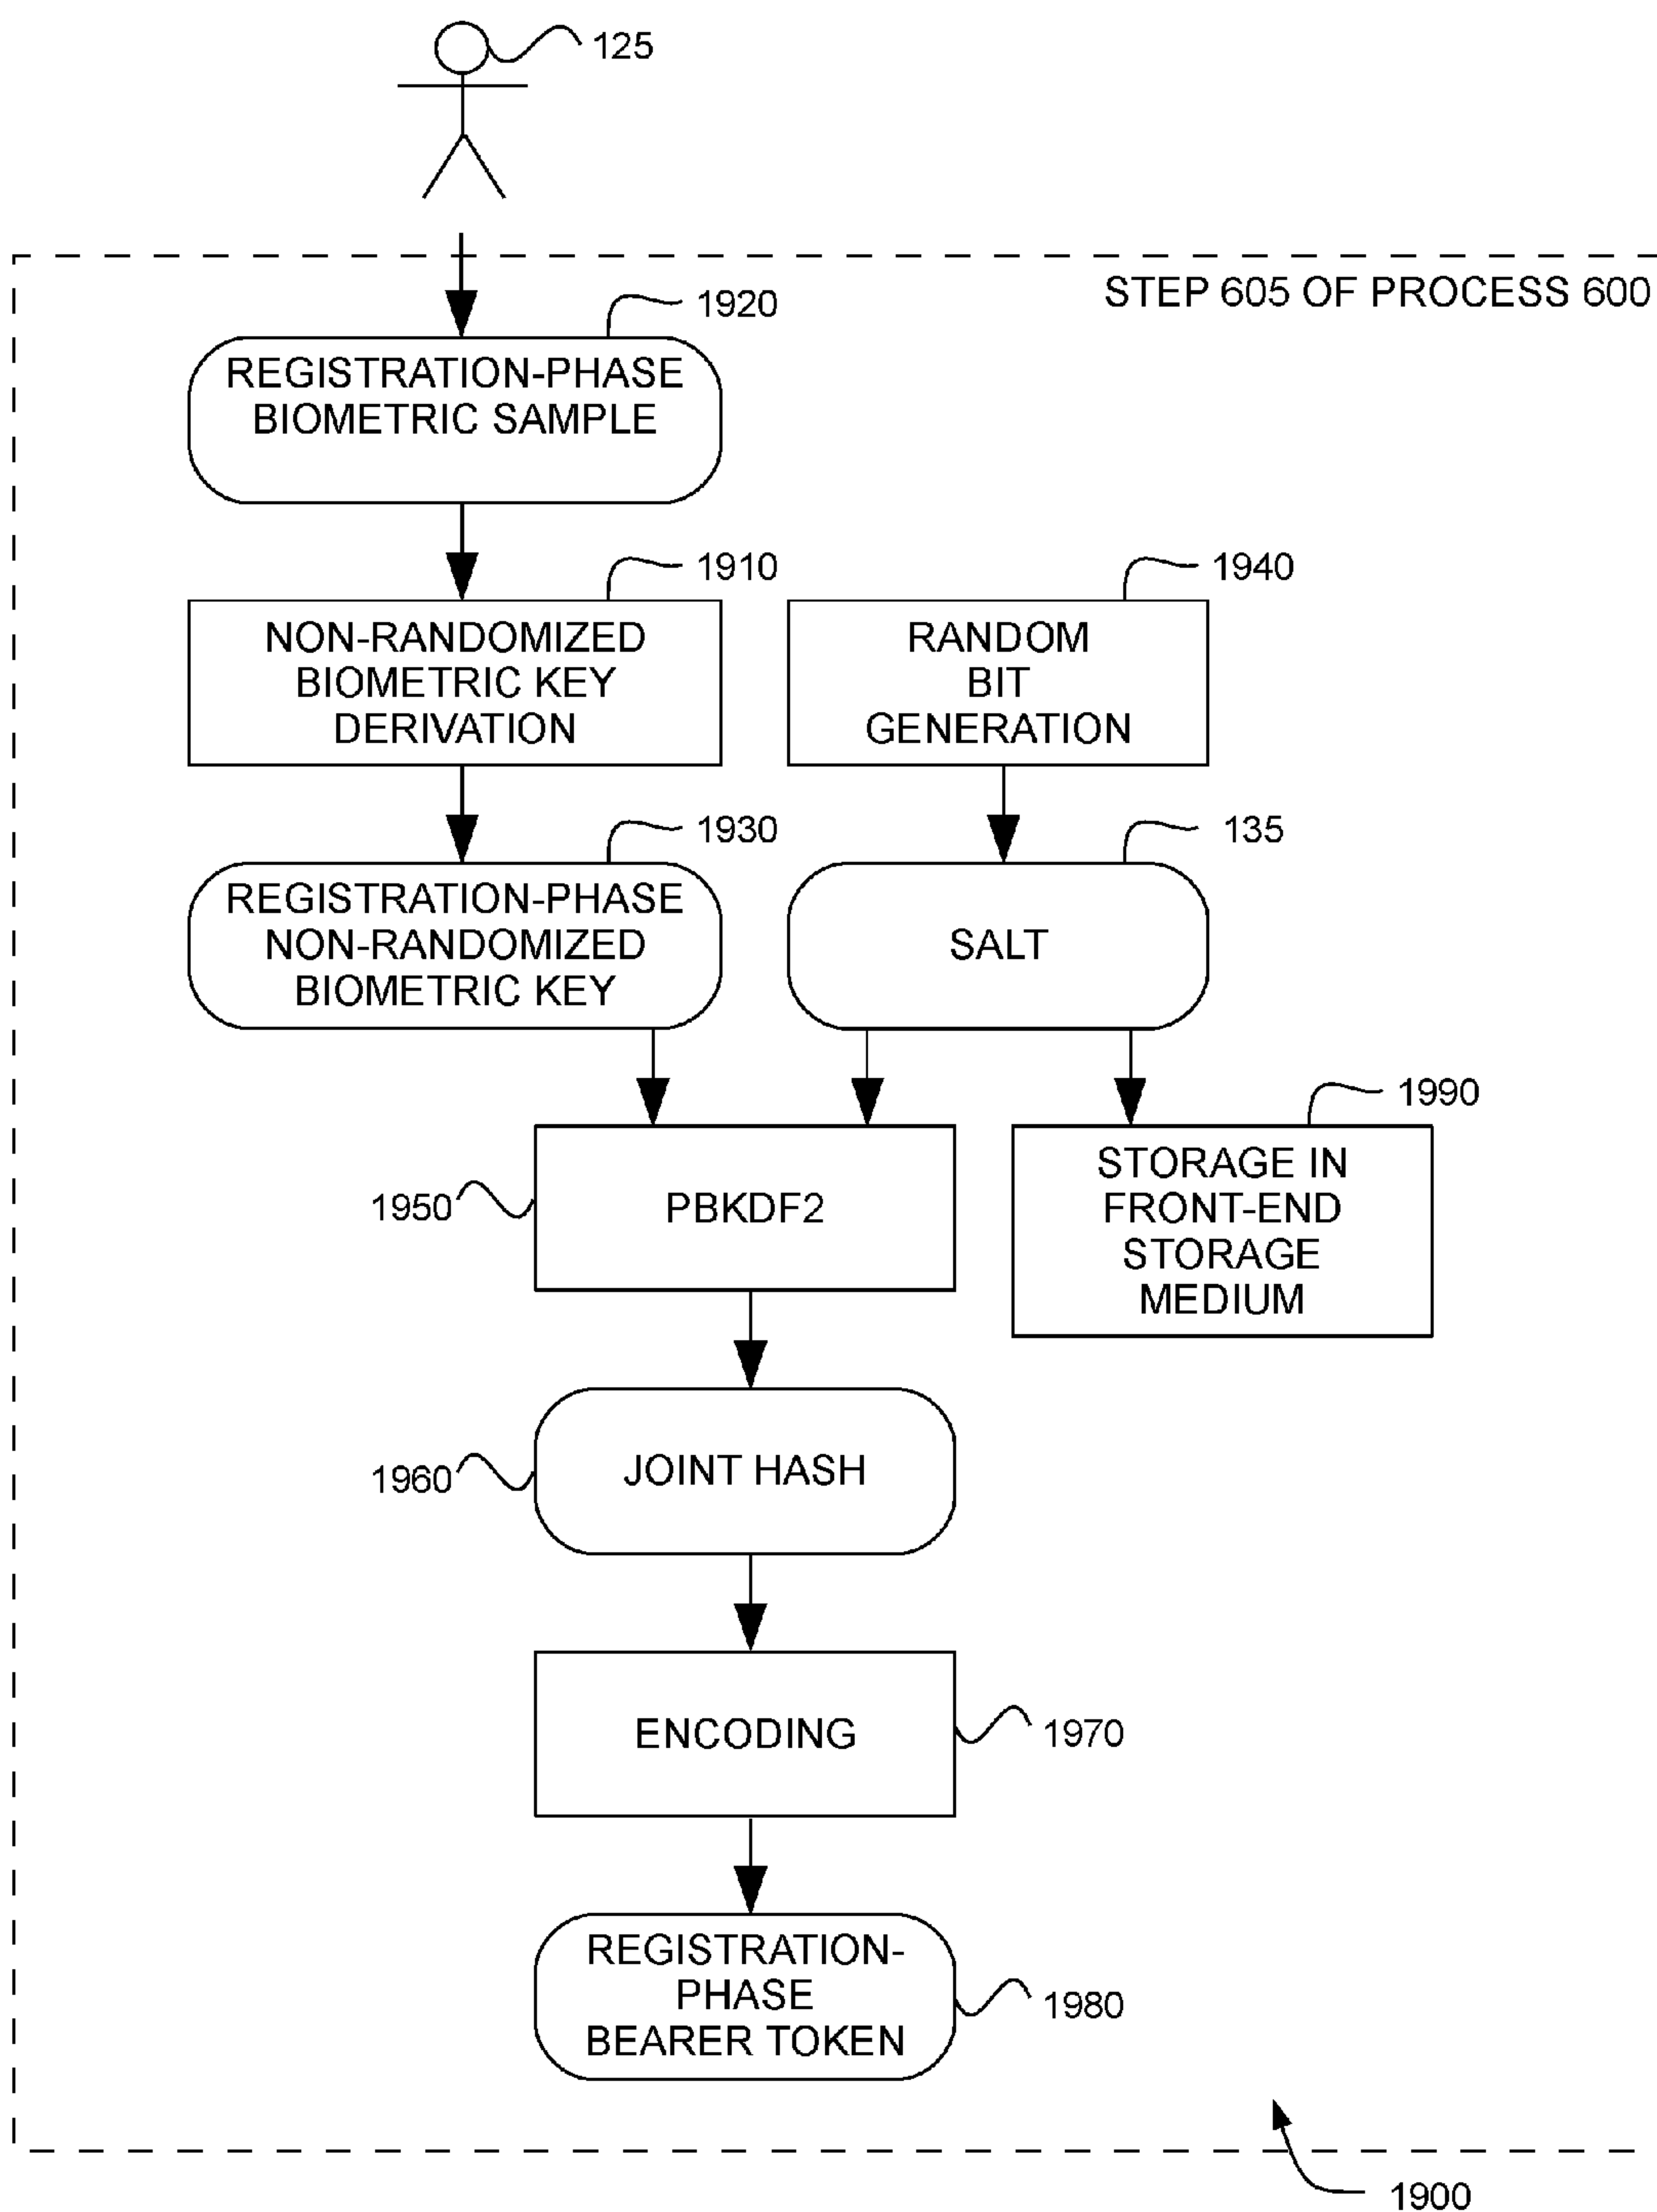 125
STEP 605 OF PROCESS 600
1920
REGISTRATION-PHASE
BIOMETRIC SAMPLE
1910
NON-RANDOMIZED
BIOMETRIC KEY
DERIVATION
1940
RANDOM
BIT
GENERATION
1930
REGISTRATION-PHASE
NON-RANDOMIZED
BIOMETRIC KEY
135
SALT
1950
PBKDF2
1990
STORAGE IN
FRONT-END
STORAGE
MEDIUM
1960
JOINT HASH
ENCODING
1970
REGISTRATION-
PHASE
BEARER TOKEN
1980
1900